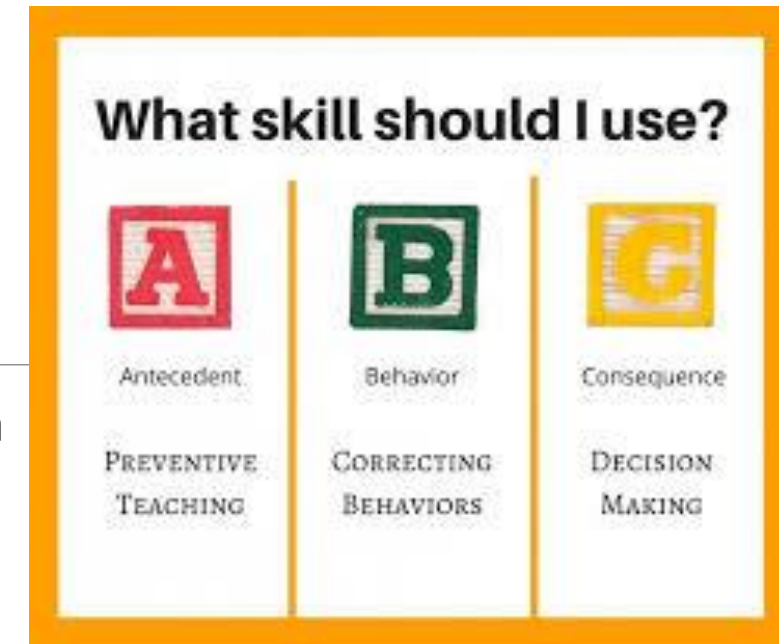 What skill should I use?
A B C
Antecedent Behavior Consequence
PREVENTIVE CORRECTING DECISION
TEACHING BEHAVIORS MAKING